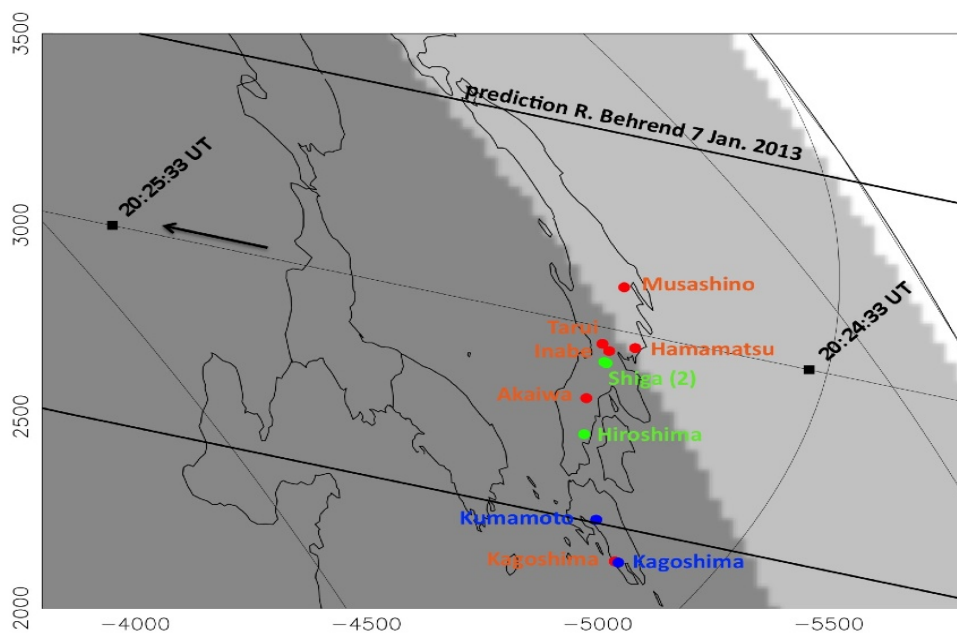 3500
prediction R. Behrend 7 Jan. 2013
20:25:33 UT
3000
Musashino
20:24:33 UT
Tarui
Inabe
Hamamatsu
Shiga (2)
Akaiwa
2500
Hiroshima
Kumamoto
Kagoshima
Kagoshima
2000
−4000
−4500
−5000
−5500